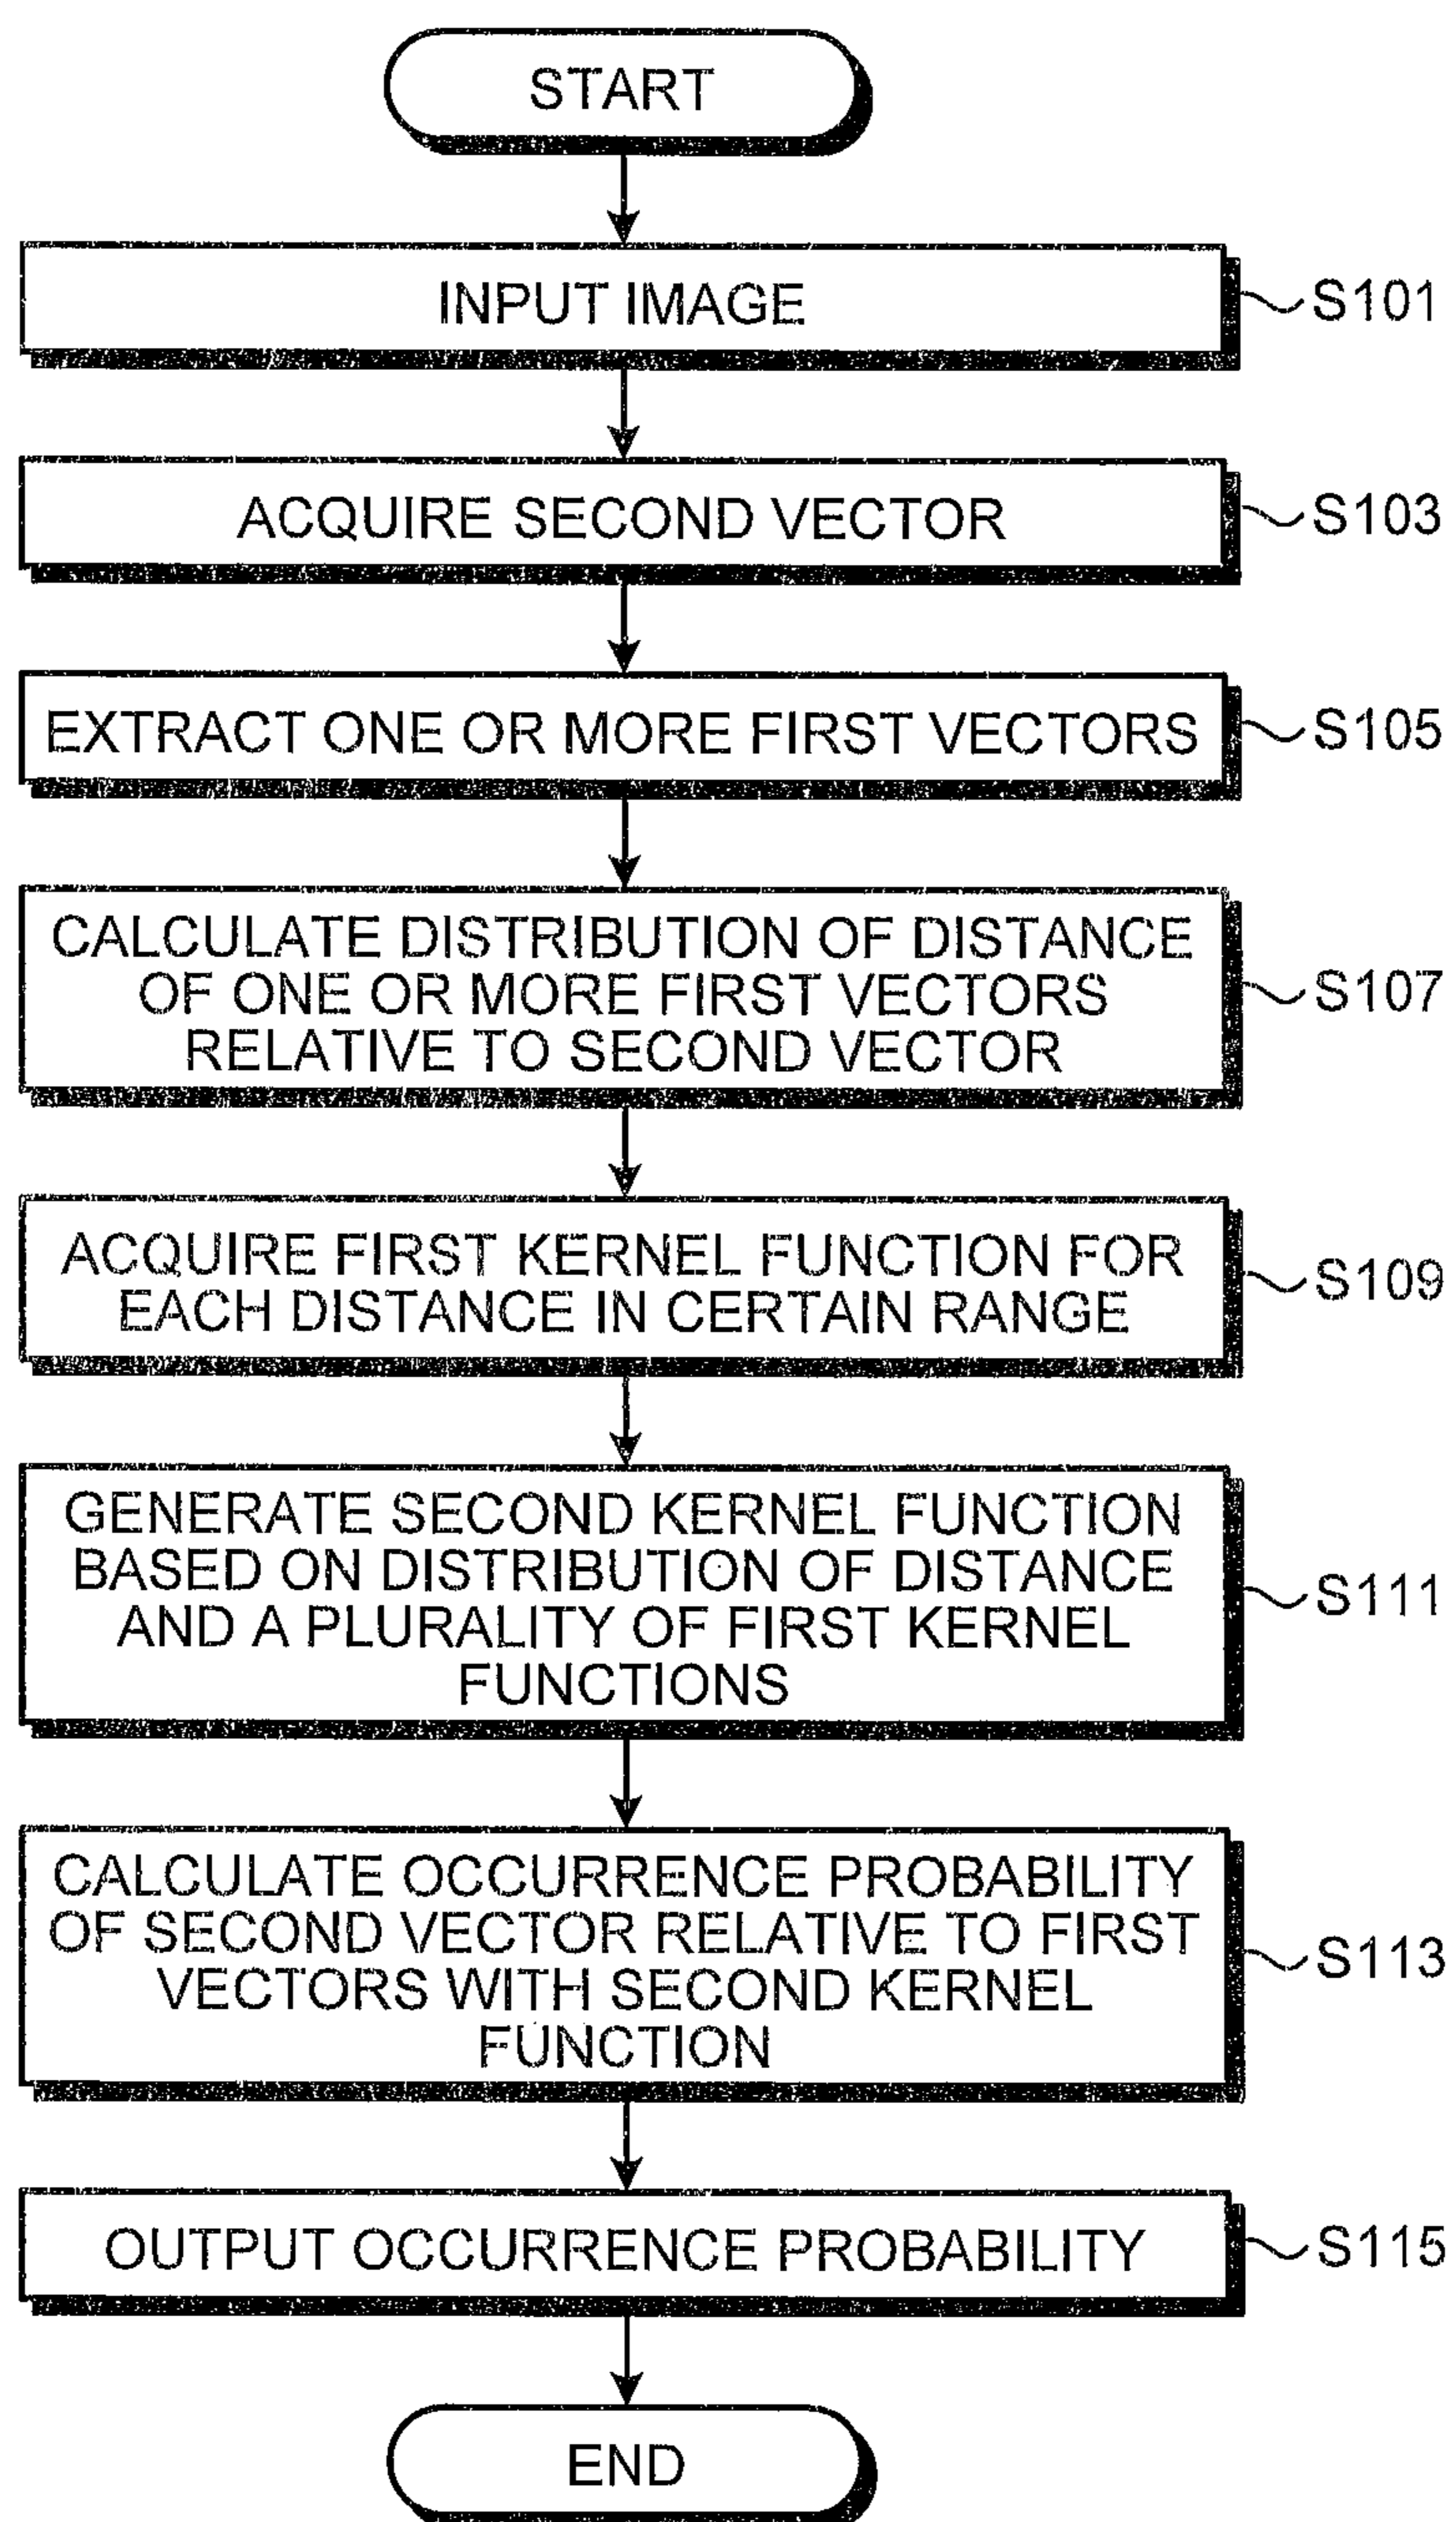 START
INPUT IMAGE
S101
ACQUIRE SECOND VECTOR
S103
EXTRACT ONE OR MORE FIRST VECTORS
S105
CALCULATE DISTRIBUTION OF DISTANCE
OF ONE OR MORE FIRST VECTORS
RELATIVE TO SECOND VECTOR
S107
ACQUIRE FIRST KERNEL FUNCTION FOR
EACH DISTANCE IN CERTAIN RANGE
S109
GENERATE SECOND KERNEL FUNCTION
BASED ON DISTRIBUTION OF DISTANCE
AND A PLURALITY OF FIRST KERNEL
FUNCTIONS
S111
CALCULATE OCCURRENCE PROBABILITY
OF SECOND VECTOR RELATIVE TO FIRST
VECTORS WITH SECOND KERNEL
FUNCTION
S113
OUTPUT OCCURRENCE PROBABILITY
S115
END